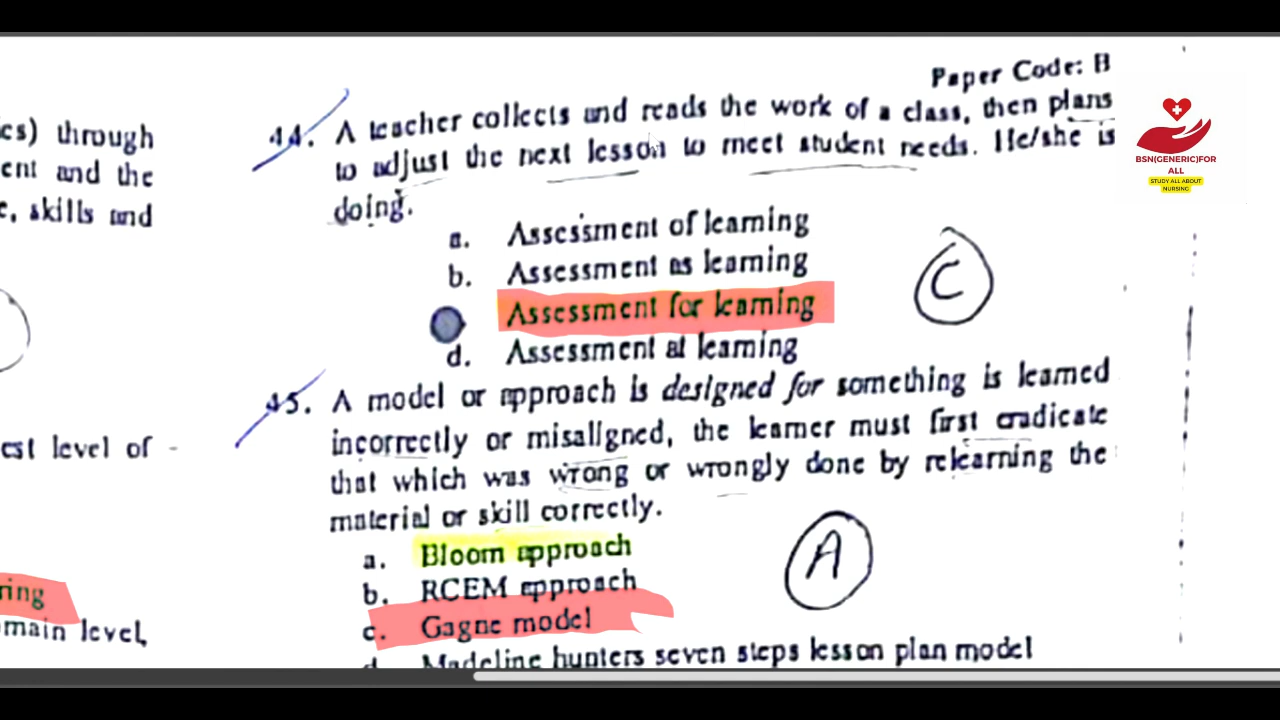 Paper Code: B
cs) through
ent and the
e, skills and
44. A teacher collects and reads the work of a class, then plans
to adjust the next lesson to meet student needs. He/she is
doing.
a. Assessment of learning
b. Assessment as learning
Assessment for learning
d. Assessment at learning
C
BSN(GENERIC)FOR
ALL
STUDY ALL ABOUT
NURSING
est level of -
45. A model or approach is designed for something is learned
incorrectly or misaligned, the learner must first eradicate
that which was wrong or wrongly done by relearning the
material or skill correctly.
a. Bloom approach
b. RCEM approach
c. Gagne model
d. Madeline hunters seven steps lesson plan model
A
ring
main level,